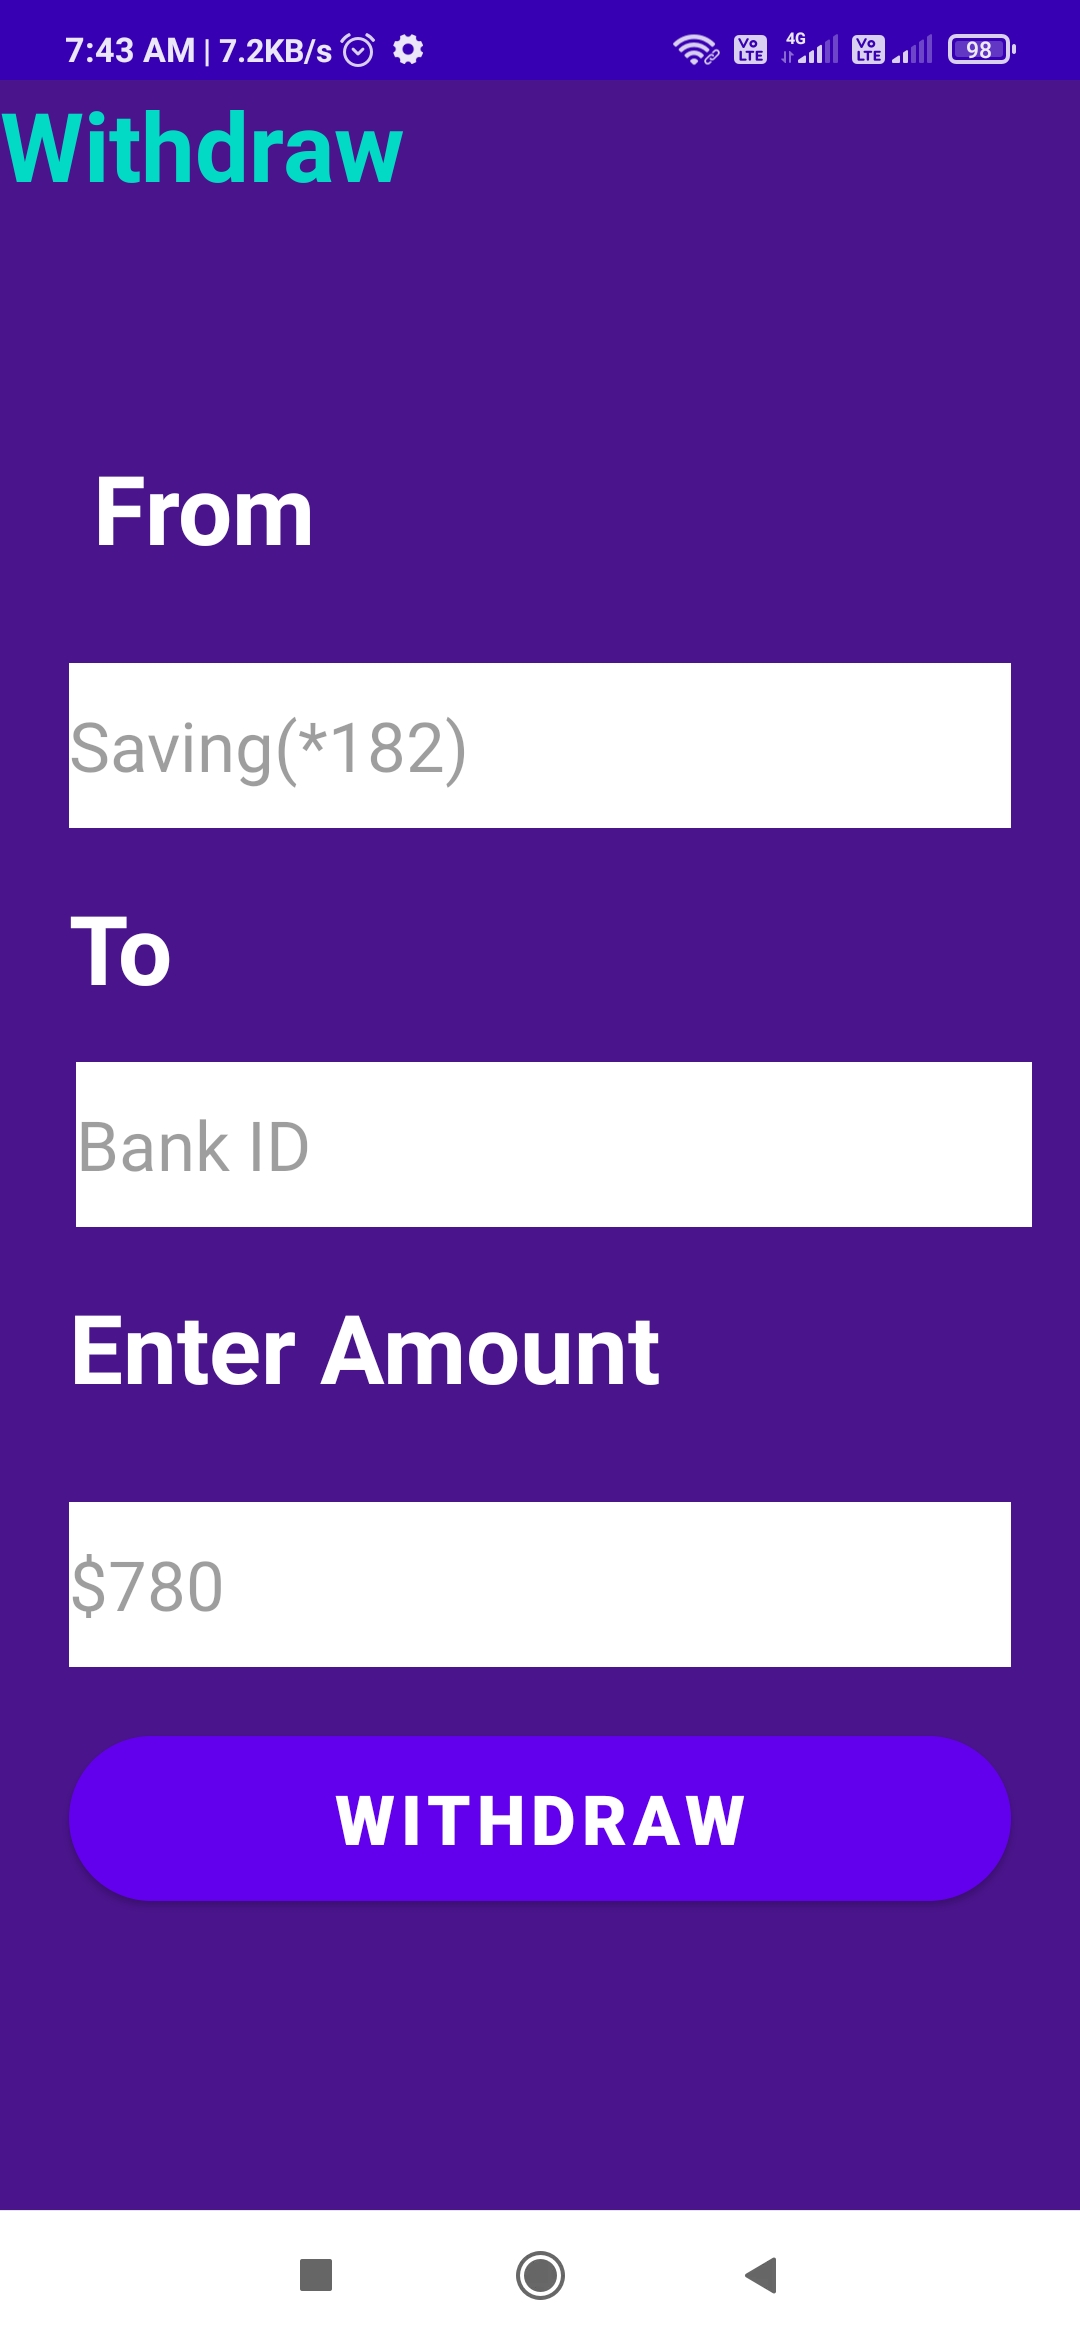 7:43 AM | 7.2KB/s Vo LTE 4G Vo LTE 98
Withdraw
From
Saving(*182)
To
Bank ID
Enter Amount
$780
WITHDRAW